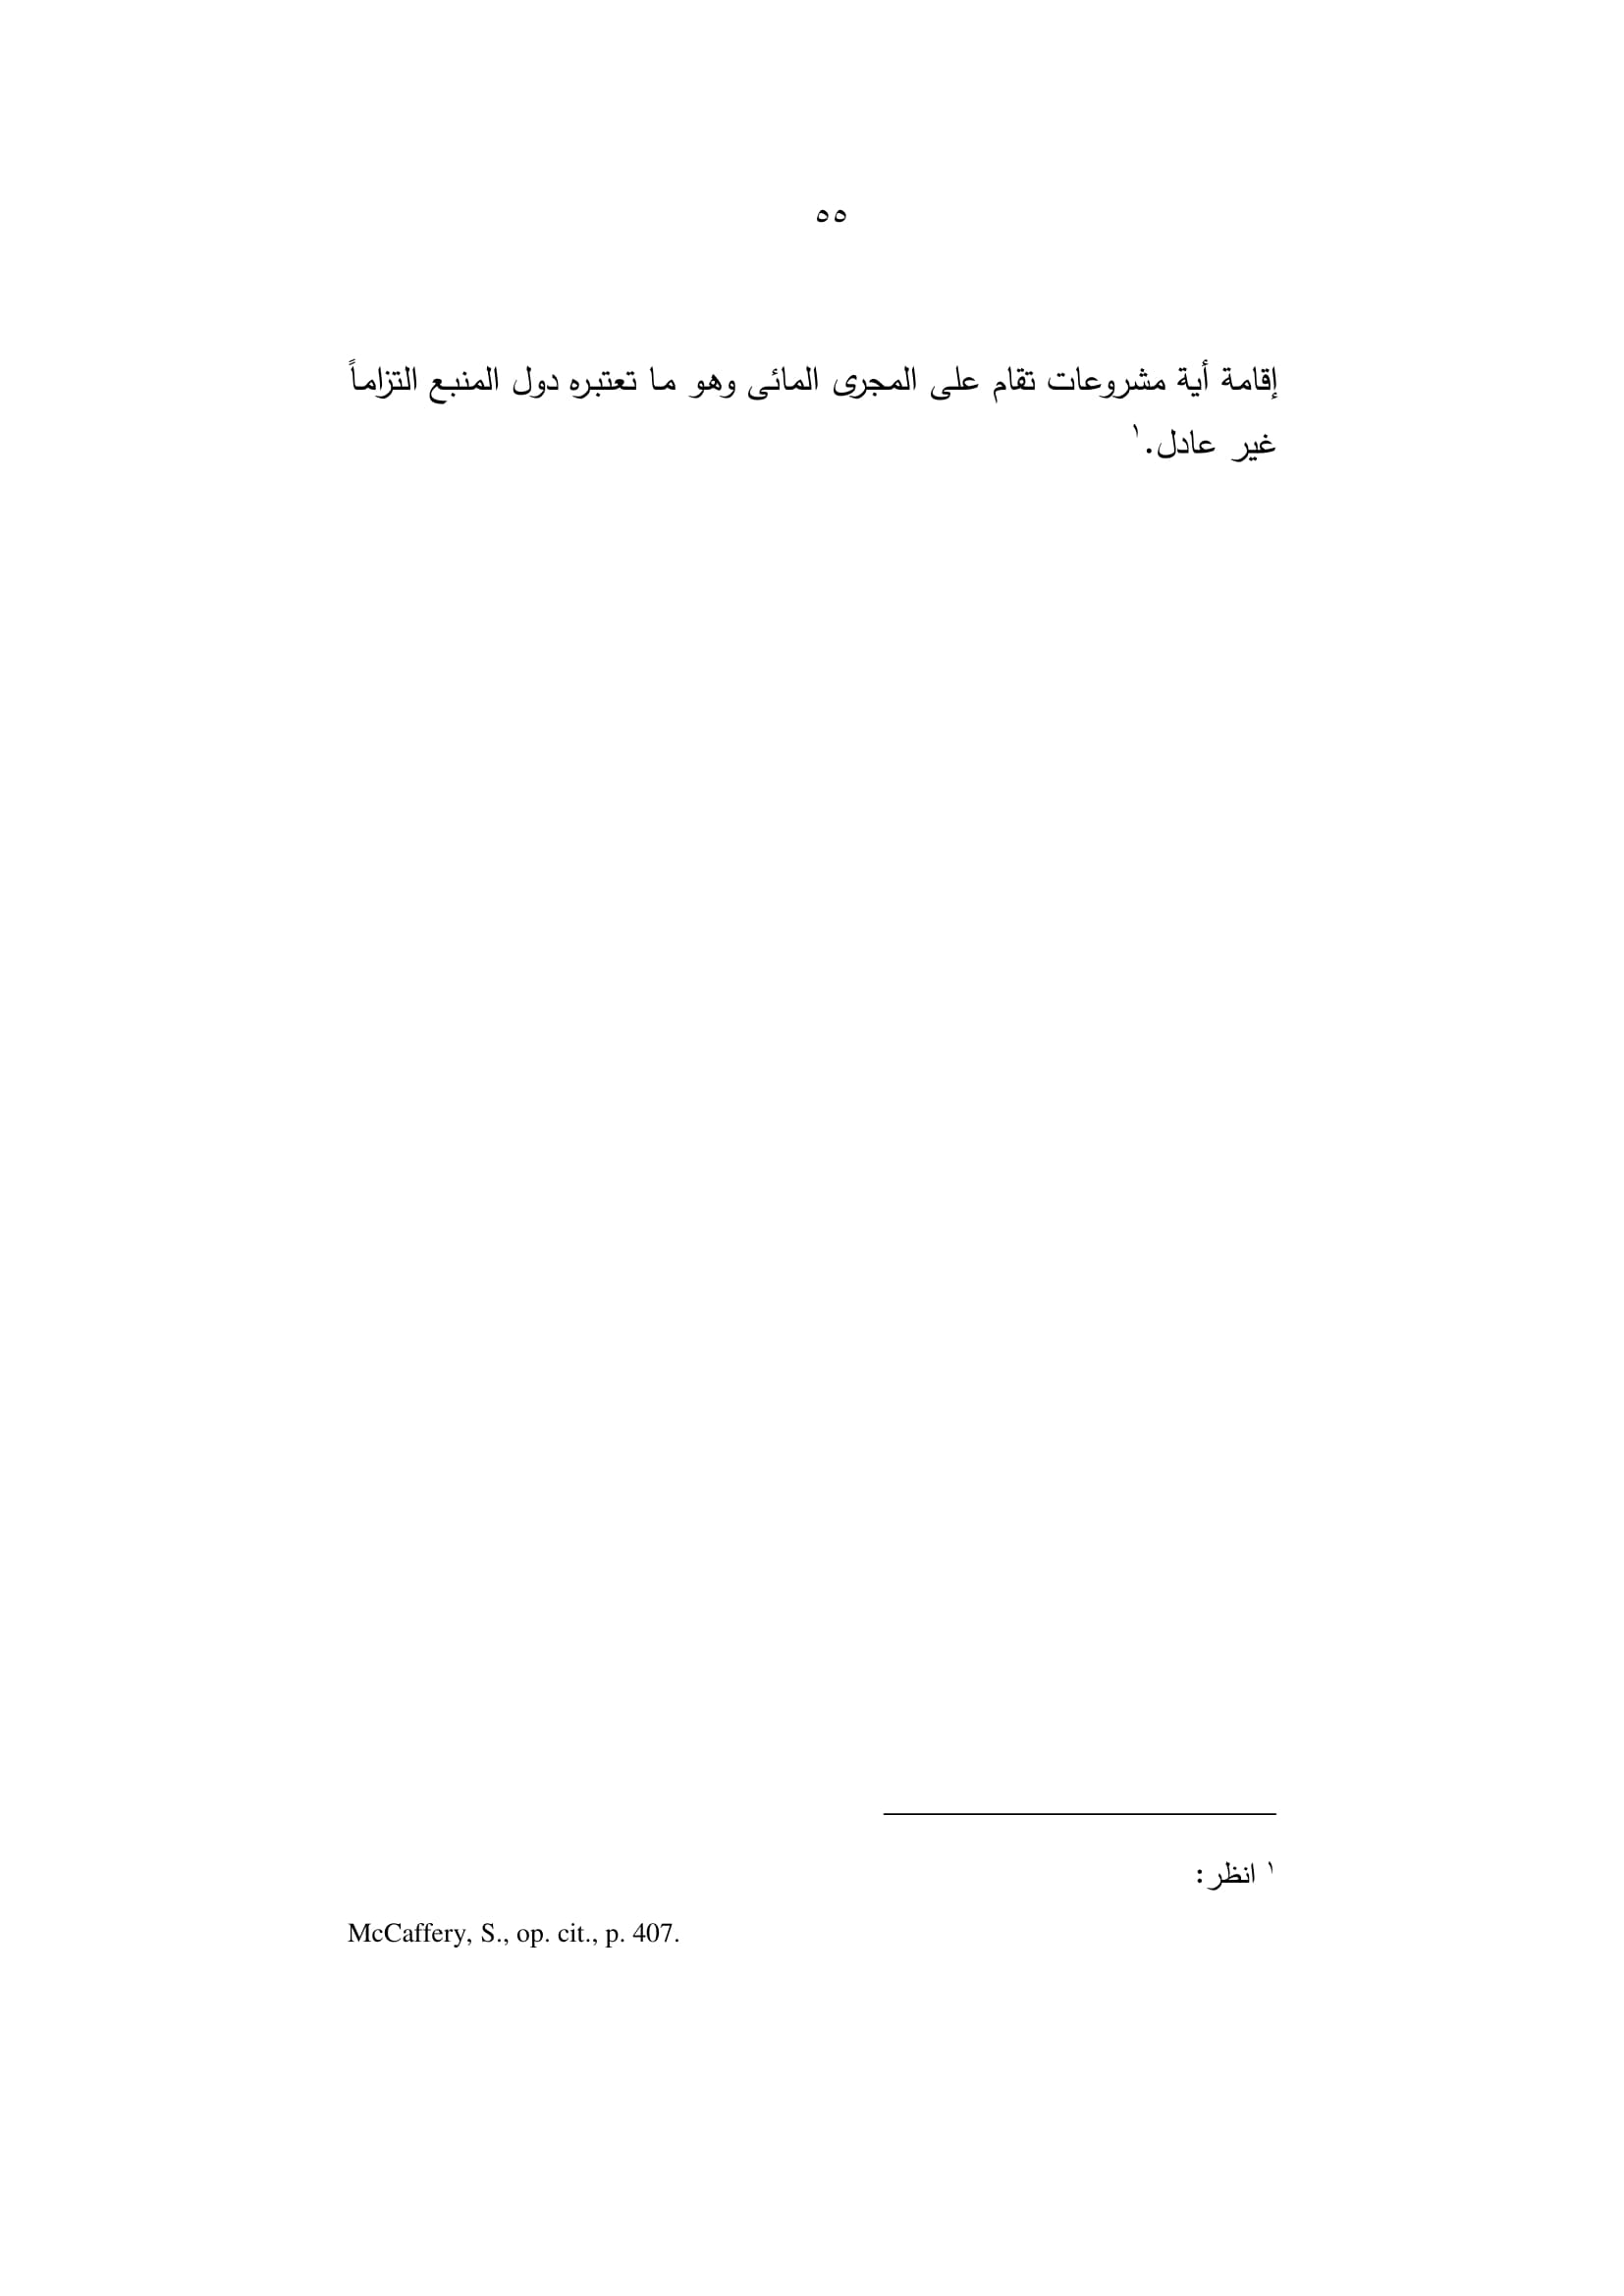 ٥٥
إقامة أية مشروعات تقام على المجرى المائى وهو ما تعتبره دول المنبع التزاماً
غير عادل.١
١ انظر:
McCaffery, S., op. cit., p. 407.